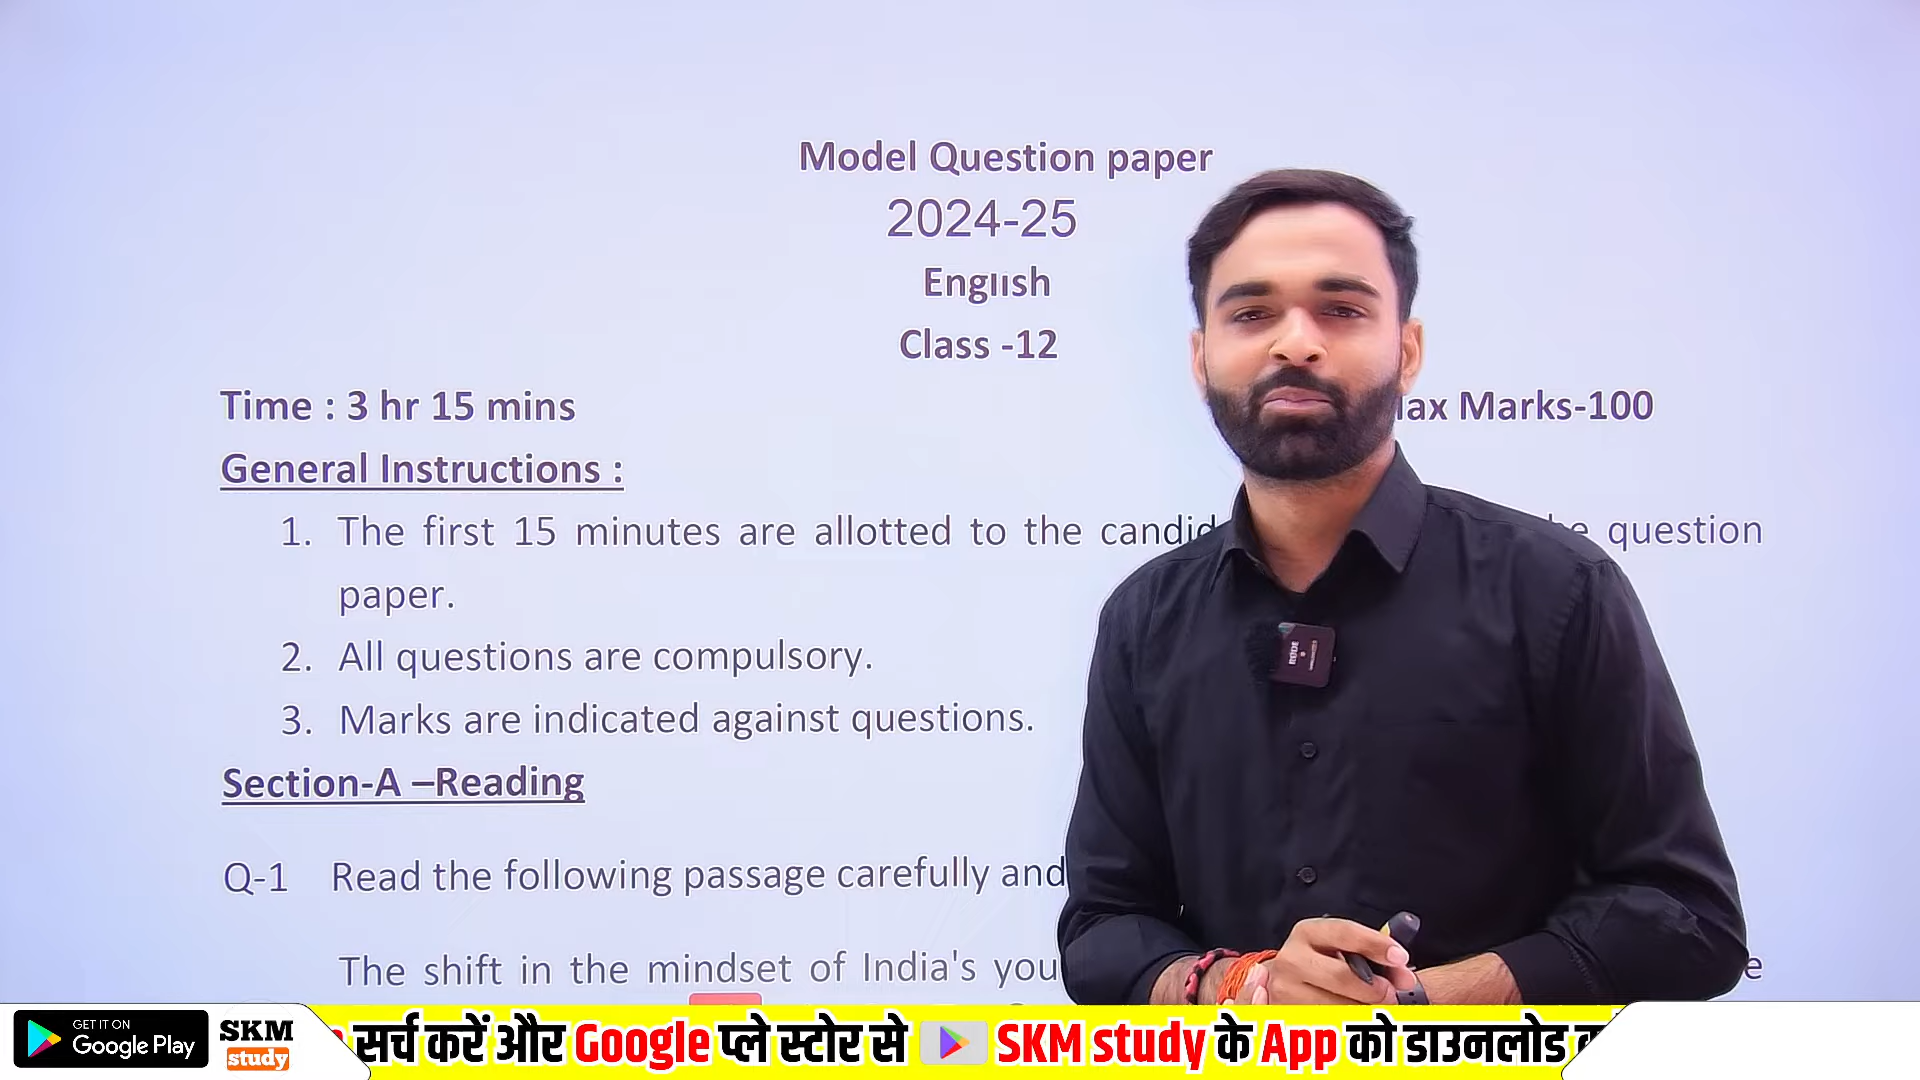 Model Question paper
2024-25
English
Class -12
Time : 3 hr 15 mins
ax Marks-100
General Instructions :
1. The first 15 minutes are allotted to the question
paper.
2. All questions are compulsory.
3. Marks are indicated against questions.
Section-A –Reading
Q-1 Read the following passage carefully and
The shift in the mindset of India's
GET IT ON
Google Play
SKM
study
सर्च करें और Google प्ले स्टोर से SKM study के App को डाउनलोड
RODE